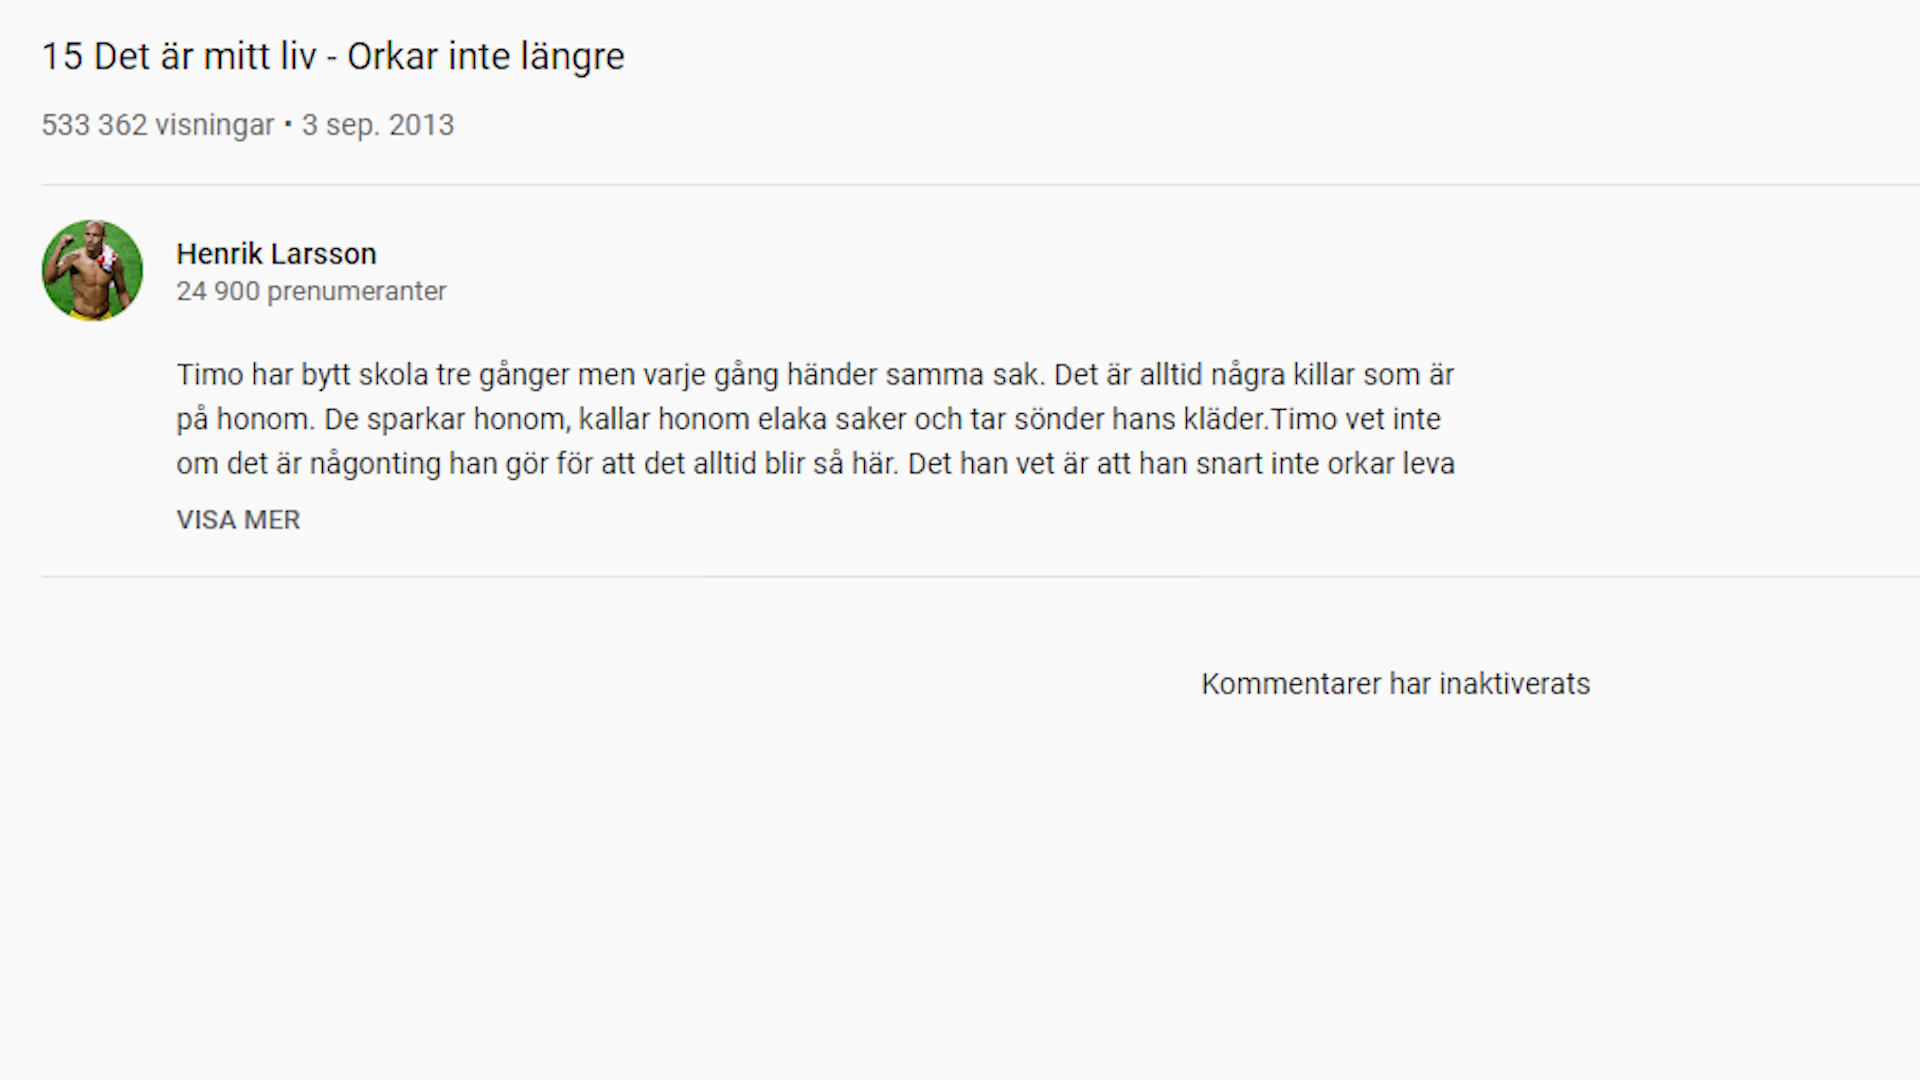 15 Det är mitt liv - Orkar inte längre
533 362 visningar • 3 sep. 2013
Henrik Larsson
24 900 prenumeranter
Timo har bytt skola tre gånger men varje gång händer samma sak. Det är alltid några killar som är
på honom. De sparkar honom, kallar honom elaka saker och tar sönder hans kläder.Timo vet inte
om det är någonting han gör för att det alltid blir så här. Det han vet är att han snart inte orkar leva
VISA MER
Kommentarer har inaktiverats